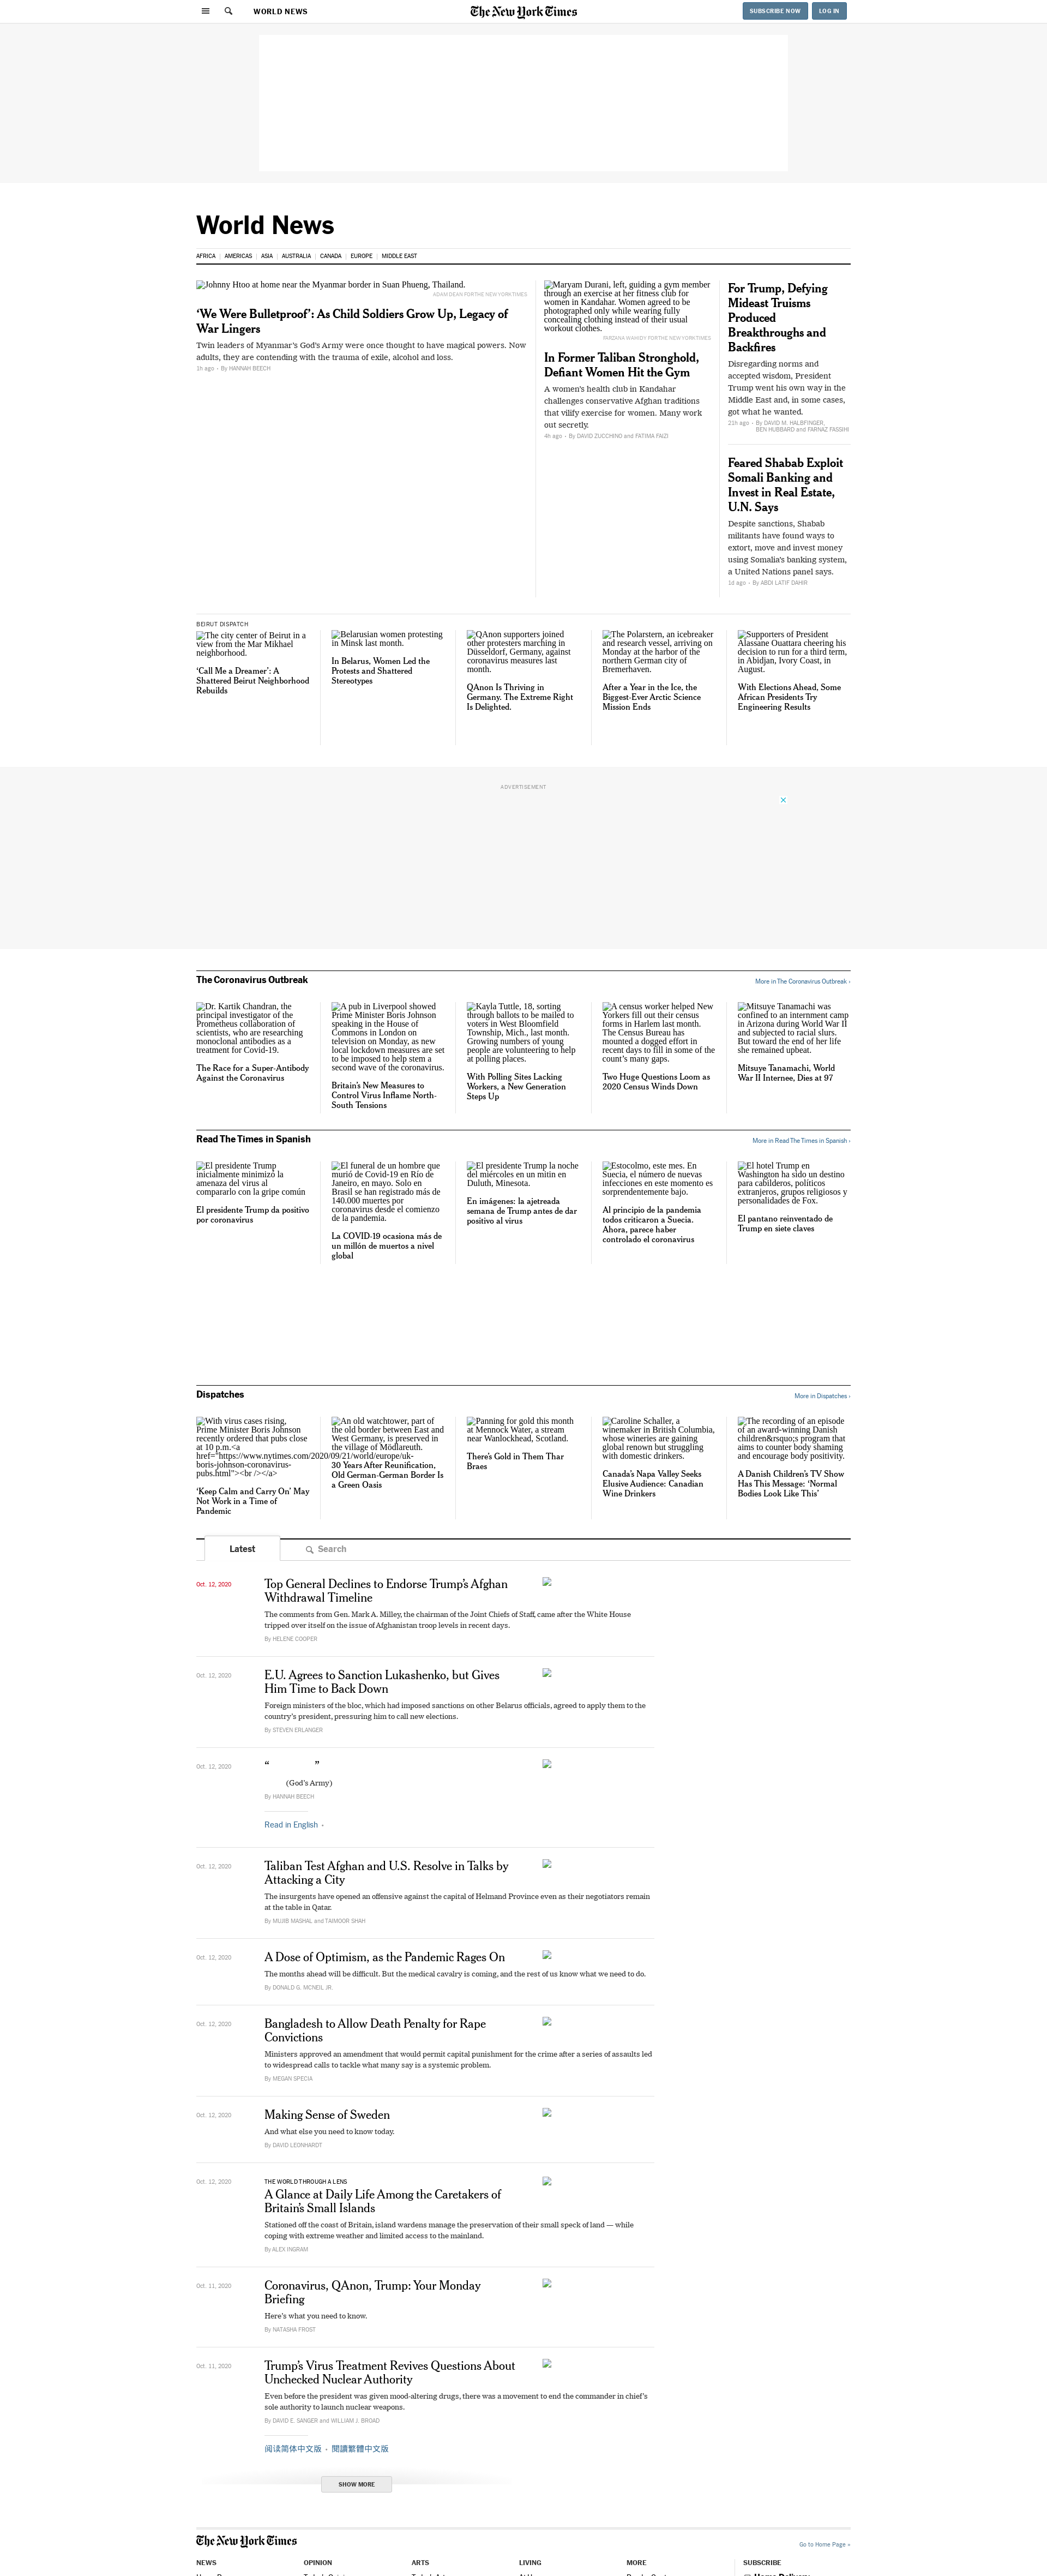 WORLD NEWS
The New York Times
SUBSCRIBE NOW
LOG IN
World News
AFRICA
AMERICAS
ASIA
AUSTRALIA
CANADA
EUROPE
MIDDLE EAST
Johnny Htoo at home near the Myanmar border in Suan Phueng, Thailand.
ADAM DEAN FOR THE NEW YORK TIMES
‘We Were Bulletproof’: As Child Soldiers Grow Up, Legacy of
War Lingers
Twin leaders of Myanmar’s God’s Army were once thought to have magical powers. Now
adults, they are contending with the trauma of exile, alcohol and loss.
1h ago · By HANNAH BEECH
Maryam Durani, left, guiding a gym member
through an exercise at her fitness club for
women in Kandahar. Women agreed to be
photographed only while wearing fully
concealing clothing instead of their usual
workout clothes.
FARZANA WAHIDY FOR THE NEW YORK TIMES
In Former Taliban Stronghold,
Defiant Women Hit the Gym
A women’s health club in Kandahar
challenges conservative Afghan traditions
that vilify exercise for women. Many work
out secretly.
4h ago · By DAVID ZUCCHINO and FATIMA FAIZI
For Trump, Defying
Mideast Truisms
Produced
Breakthroughs and
Backfires
Disregarding norms and
accepted wisdom, President
Trump went his own way in the
Middle East and, in some cases,
got what he wanted.
21h ago · By DAVID M. HALBFINGER,
BEN HUBBARD and FARNAZ FASSIHI
Feared Shabab Exploit
Somali Banking and
Invest in Real Estate,
U.N. Says
Despite sanctions, Shabab
militants have found ways to
extort, move and invest money
using Somalia’s banking system,
a United Nations panel says.
1d ago · By ABDI LATIF DAHIR
BEIRUT DISPATCH
The city center of Beirut in a
view from the Mar Mikhael
neighborhood.
‘Call Me a Dreamer’: A
Shattered Beirut Neighborhood
Rebuilds
Belarusian women protesting
in Minsk last month.
In Belarus, Women Led the
Protests and Shattered
Stereotypes
QAnon supporters joined
other protesters marching in
Düsseldorf, Germany, against
coronavirus measures last
month.
QAnon Is Thriving in
Germany. The Extreme Right
Is Delighted.
The Polarstern, an icebreaker
and research vessel, arriving on
Monday at the harbor of the
northern German city of
Bremerhaven.
After a Year in the Ice, the
Biggest-Ever Arctic Science
Mission Ends
Supporters of President
Alassane Ouattara cheering his
decision to run for a third term,
in Abidjan, Ivory Coast, in
August.
With Elections Ahead, Some
African Presidents Try
Engineering Results
ADVERTISEMENT
The Coronavirus Outbreak
More in The Coronavirus Outbreak ›
Dr. Kartik Chandran, the
principal investigator of the
Prometheus collaboration of
scientists, who are researching
monoclonal antibodies as a
treatment for Covid-19.
The Race for a Super-Antibody
Against the Coronavirus
A pub in Liverpool showed
Prime Minister Boris Johnson
speaking in the House of
Commons in London on
television on Monday, as new
local lockdown measures are set
to be imposed to help stem a
second wave of the coronavirus.
Britain’s New Measures to
Control Virus Inflame North-
South Tensions
Kayla Tuttle, 18, sorting
through ballots to be mailed to
voters in West Bloomfield
Township, Mich., last month.
Growing numbers of young
people are volunteering to help
at polling places.
With Polling Sites Lacking
Workers, a New Generation
Steps Up
A census worker helped New
Yorkers fill out their census
forms in Harlem last month.
The Census Bureau has
mounted a dogged effort in
recent days to fill in some of the
count’s many gaps.
Two Huge Questions Loom as
2020 Census Winds Down
Mitsuye Tanamachi was
confined to an internment camp
in Arizona during World War II
and subjected to racial slurs.
But toward the end of her life
she remained upbeat.
Mitsuye Tanamachi, World
War II Internee, Dies at 97
Read The Times in Spanish
More in Read The Times in Spanish ›
El presidente Trump
inicialmente minimizó la
amenaza del virus al
compararlo con la gripe común
El presidente Trump da positivo
por coronavirus
El funeral de un hombre que
murió de Covid-19 en Río de
Janeiro, en mayo. Solo en
Brasil se han registrado más de
140.000 muertes por
coronavirus desde el comienzo
de la pandemia.
La COVID-19 ocasiona más de
un millón de muertos a nivel
global
El presidente Trump la noche
del miércoles en un mitin en
Duluth, Minesota.
En imágenes: la ajetreada
semana de Trump antes de dar
positivo al virus
Estocolmo, este mes. En
Suecia, el número de nuevas
infecciones en este momento es
sorprendentemente bajo.
Al principio de la pandemia
todos criticaron a Suecia.
Ahora, parece haber
controlado el coronavirus
El hotel Trump en
Washington ha sido un destino
para cabilderos, políticos
extranjeros, grupos religiosos y
personalidades de Fox.
El pantano reinventado de
Trump en siete claves
Dispatches
More in Dispatches ›
With virus cases rising,
Prime Minister Boris Johnson
recently ordered that pubs close
at 10 p.m.<a
href="https://www.nytimes.com/2020/09/21/world/europe/uk-
boris-johnson-coronavirus-
pubs.html"><br /></a>
‘Keep Calm and Carry On’ May
Not Work in a Time of
Pandemic
An old watchtower, part of
the old border between East and
West Germany, is preserved in
the village of Mödlareuth.
30 Years After Reunification,
Old German-German Border Is
a Green Oasis
Panning for gold this month
at Mennock Water, a stream
near Wanlockhead, Scotland.
There’s Gold in Them Thar
Braes
Caroline Schaller, a
winemaker in British Columbia,
whose wineries are gaining
global renown but struggling
with domestic drinkers.
Canada’s Napa Valley Seeks
Elusive Audience: Canadian
Wine Drinkers
The recording of an episode
of an award-winning Danish
children&rsquo;s program that
aims to counter body shaming
and encourage body positivity.
A Danish Children’s TV Show
Has This Message: ‘Normal
Bodies Look Like This’
Latest
Search
Oct. 12, 2020
Top General Declines to Endorse Trump’s Afghan
Withdrawal Timeline
The comments from Gen. Mark A. Milley, the chairman of the Joint Chiefs of Staff, came after the White House
tripped over itself on the issue of Afghanistan troop levels in recent days.
By HELENE COOPER
Oct. 12, 2020
E.U. Agrees to Sanction Lukashenko, but Gives
Him Time to Back Down
Foreign ministers of the bloc, which had imposed sanctions on other Belarus officials, agreed to apply them to the
country’s president, pressuring him to call new elections.
By STEVEN ERLANGER
Oct. 12, 2020
“ ”
(God’s Army)
By HANNAH BEECH
Read in English ·
Oct. 12, 2020
Taliban Test Afghan and U.S. Resolve in Talks by
Attacking a City
The insurgents have opened an offensive against the capital of Helmand Province even as their negotiators remain
at the table in Qatar.
By MUJIB MASHAL and TAIMOOR SHAH
Oct. 12, 2020
A Dose of Optimism, as the Pandemic Rages On
The months ahead will be difficult. But the medical cavalry is coming, and the rest of us know what we need to do.
By DONALD G. MCNEIL JR.
Oct. 12, 2020
Bangladesh to Allow Death Penalty for Rape
Convictions
Ministers approved an amendment that would permit capital punishment for the crime after a series of assaults led
to widespread calls to tackle what many say is a systemic problem.
By MEGAN SPECIA
Oct. 12, 2020
Making Sense of Sweden
And what else you need to know today.
By DAVID LEONHARDT
Oct. 12, 2020
THE WORLD THROUGH A LENS
A Glance at Daily Life Among the Caretakers of
Britain’s Small Islands
Stationed off the coast of Britain, island wardens manage the preservation of their small speck of land — while
coping with extreme weather and limited access to the mainland.
By ALEX INGRAM
Oct. 11, 2020
Coronavirus, QAnon, Trump: Your Monday
Briefing
Here’s what you need to know.
By NATASHA FROST
Oct. 11, 2020
Trump’s Virus Treatment Revives Questions About
Unchecked Nuclear Authority
Even before the president was given mood-altering drugs, there was a movement to end the commander in chief’s
sole authority to launch nuclear weapons.
By DAVID E. SANGER and WILLIAM J. BROAD
阅读简体中文版 · 閱讀繁體中文版
SHOW MORE
The New York Times
Go to Home Page »
NEWS
OPINION
ARTS
LIVING
MORE
SUBSCRIBE